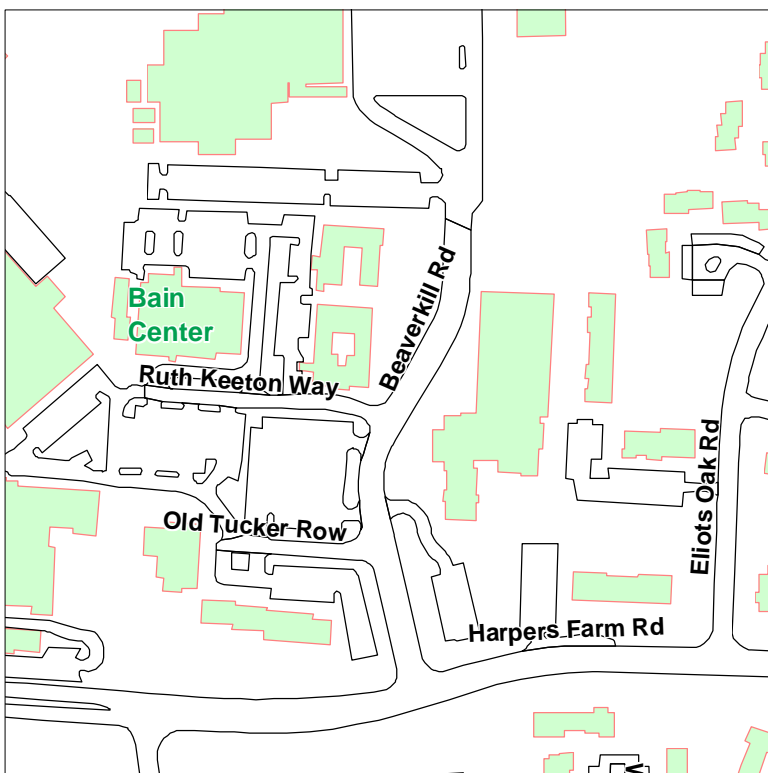 Beaverkill Rd
Bain
Center
Ruth Keeton Way
Eliots Oak Rd
Old Tucker Row
Harpers Farm Rd